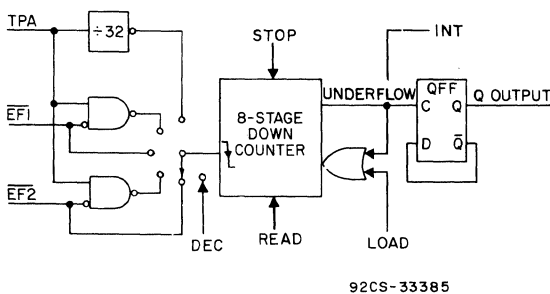 TPA
÷32
STOP
INT
EF1
8-STAGE
DOWN
COUNTER
UNDERFLOW
QFF
C Q
Q OUTPUT
D Q̅
EF2
DEC
READ
LOAD
92CS-33385